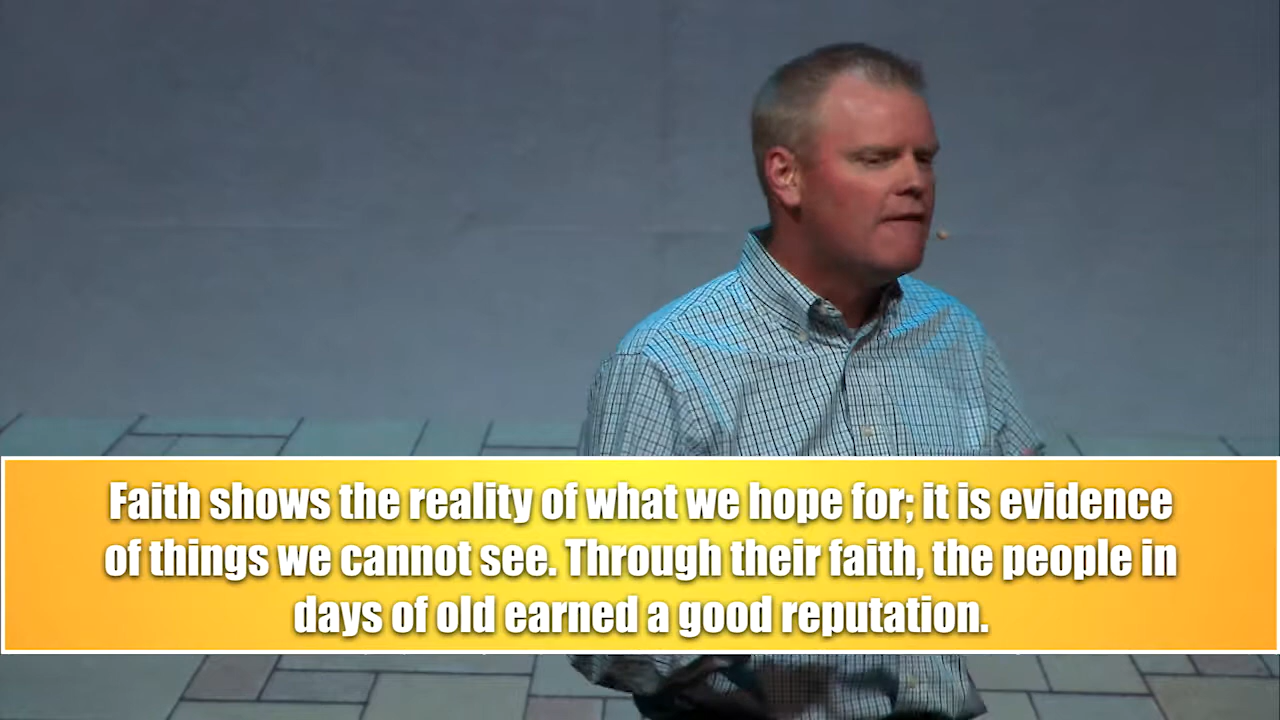 Faith shows the reality of what we hope for; it is evidence
of things we cannot see. Through their faith, the people in
days of old earned a good reputation.